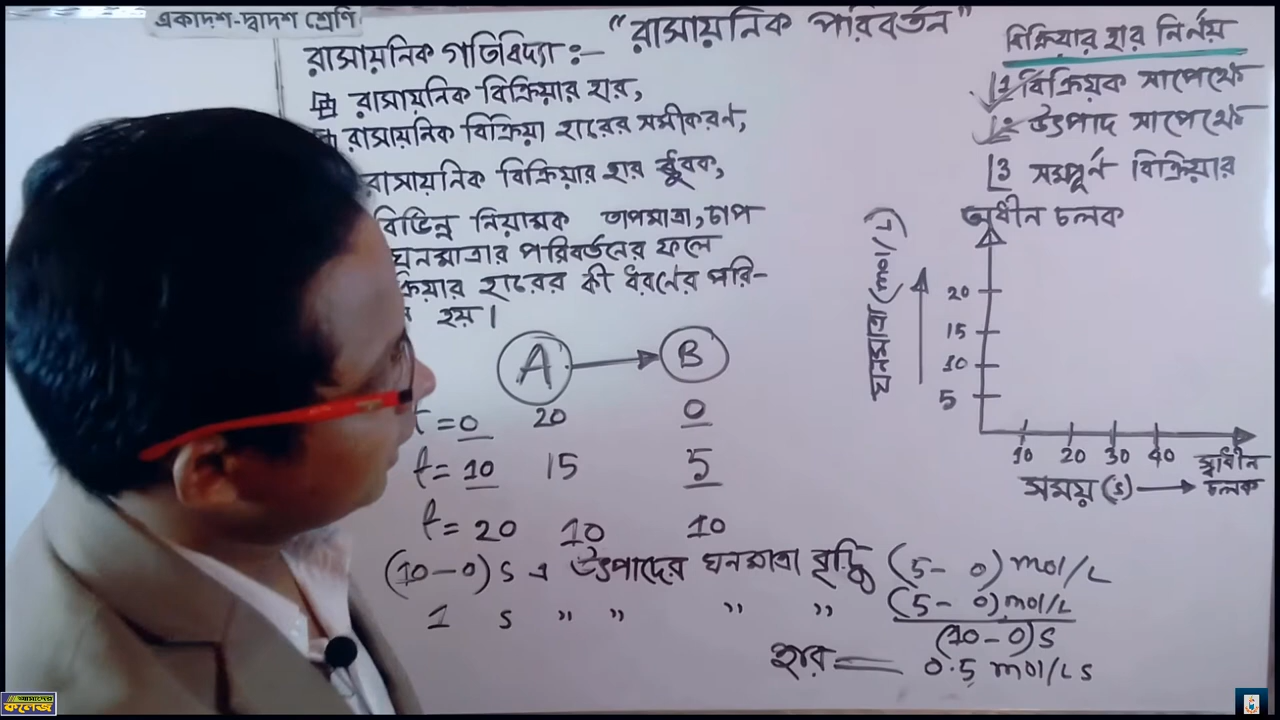 একাদশ-দ্বাদশ শ্রেণি
"রাসায়নিক পরিবর্তন"
রাসায়নিক গতিবিদ্যা:-
রাসায়নিক বিক্রিয়ার হার,
রাসায়নিক বিক্রিয়া হারের সমীকরণ,
রাসায়নিক বিক্রিয়ার হার ধ্রুবক,
বিভিন্ন নিয়ামক তাপমাত্রা, চাপ
ঘনমাত্রার পরিবর্তনের ফলে
ক্রিয়ার হারের কী ধরনের পরি-
হয়।
A → B
t = 0 20 0
t = 10 15 5
t = 20 10 10
(10-0) s এ উৎপাদের ঘনমাত্রা বৃদ্ধি (5-0) mol/L
1 s " " " " (5-0) mol/L
(10-0) s
হার = 0.5 mol/L s
বিক্রিয়ার হার নির্নয়
1 বিক্রিয়ক সাপেক্ষে
2 উৎপাদ সাপেক্ষে
3 সম্পূর্ণ বিক্রিয়ার
অধীন চলক
ঘনমাত্রা (mol/L)
20
15
10
5
10 20 30 40
স্বাধীন
চলক
সময় (s) →
আমাদের
কলেজ